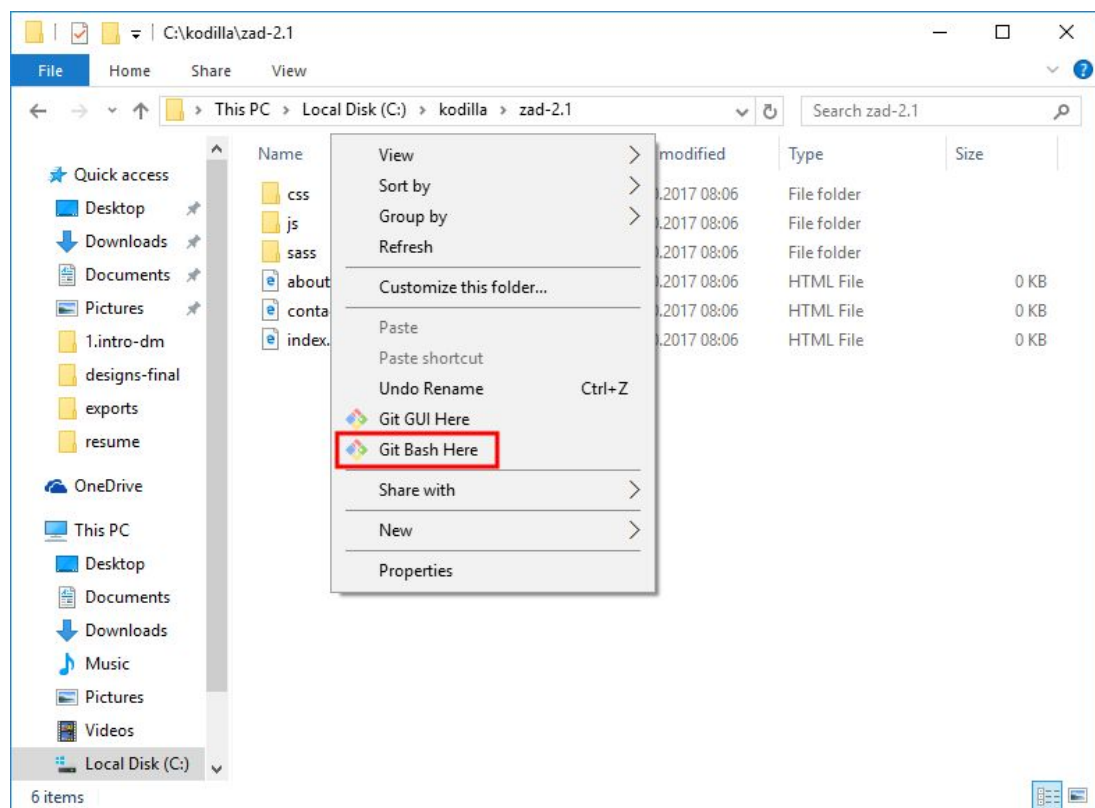 C:\kodilla\zad-2.1
File Home Share View
This PC > Local Disk (C:) > kodilla > zad-2.1
Search zad-2.1
Quick access
Desktop
Downloads
Documents
Pictures
1.intro-dm
designs-final
exports
resume
OneDrive
This PC
Desktop
Documents
Downloads
Music
Pictures
Videos
Local Disk (C:)
Name modified Type Size
css .2017 08:06 File folder
js .2017 08:06 File folder
sass .2017 08:06 File folder
about .2017 08:06 HTML File 0 KB
conta .2017 08:06 HTML File 0 KB
index. .2017 08:06 HTML File 0 KB
View
Sort by
Group by
Refresh
Customize this folder...
Paste
Paste shortcut
Undo Rename Ctrl+Z
Git GUI Here
Git Bash Here
Share with
New
Properties
6 items